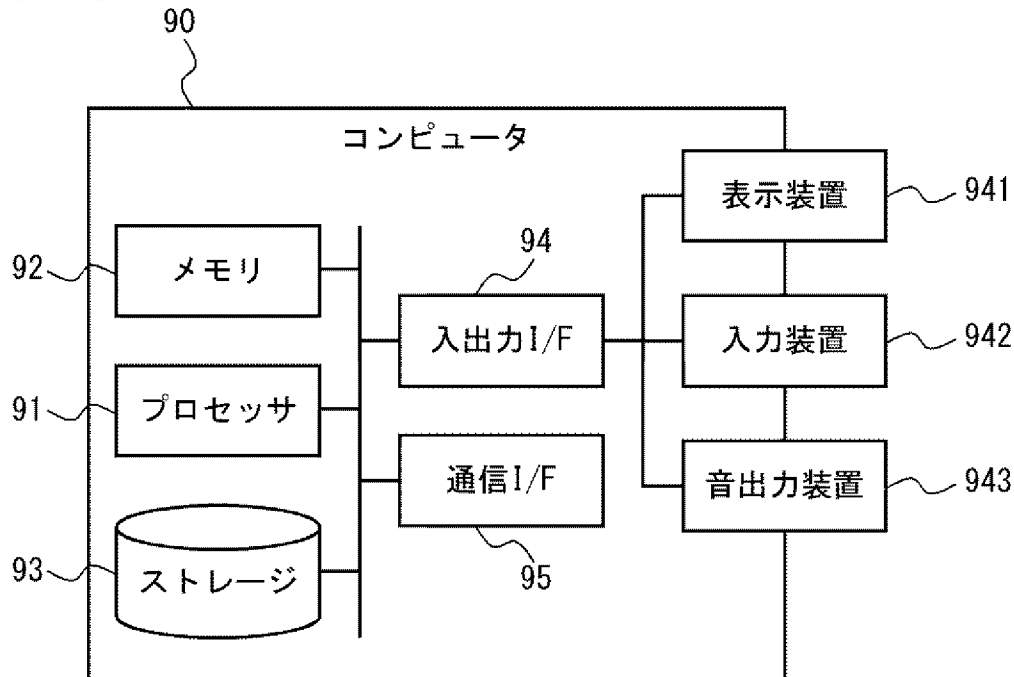 90
コンピュータ
表示装置
941
92
メモリ
94
入出力I/F
入力装置
942
91
プロセッサ
通信I/F
音出力装置
943
93
ストレージ
95